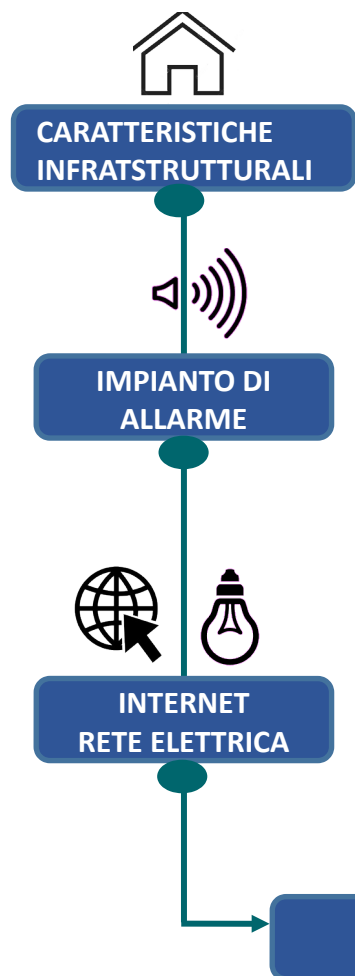 CARATTERISTICHE
INFRATSTRUTTURALI
IMPIANTO DI
ALLARME
INTERNET
RETE ELETTRICA